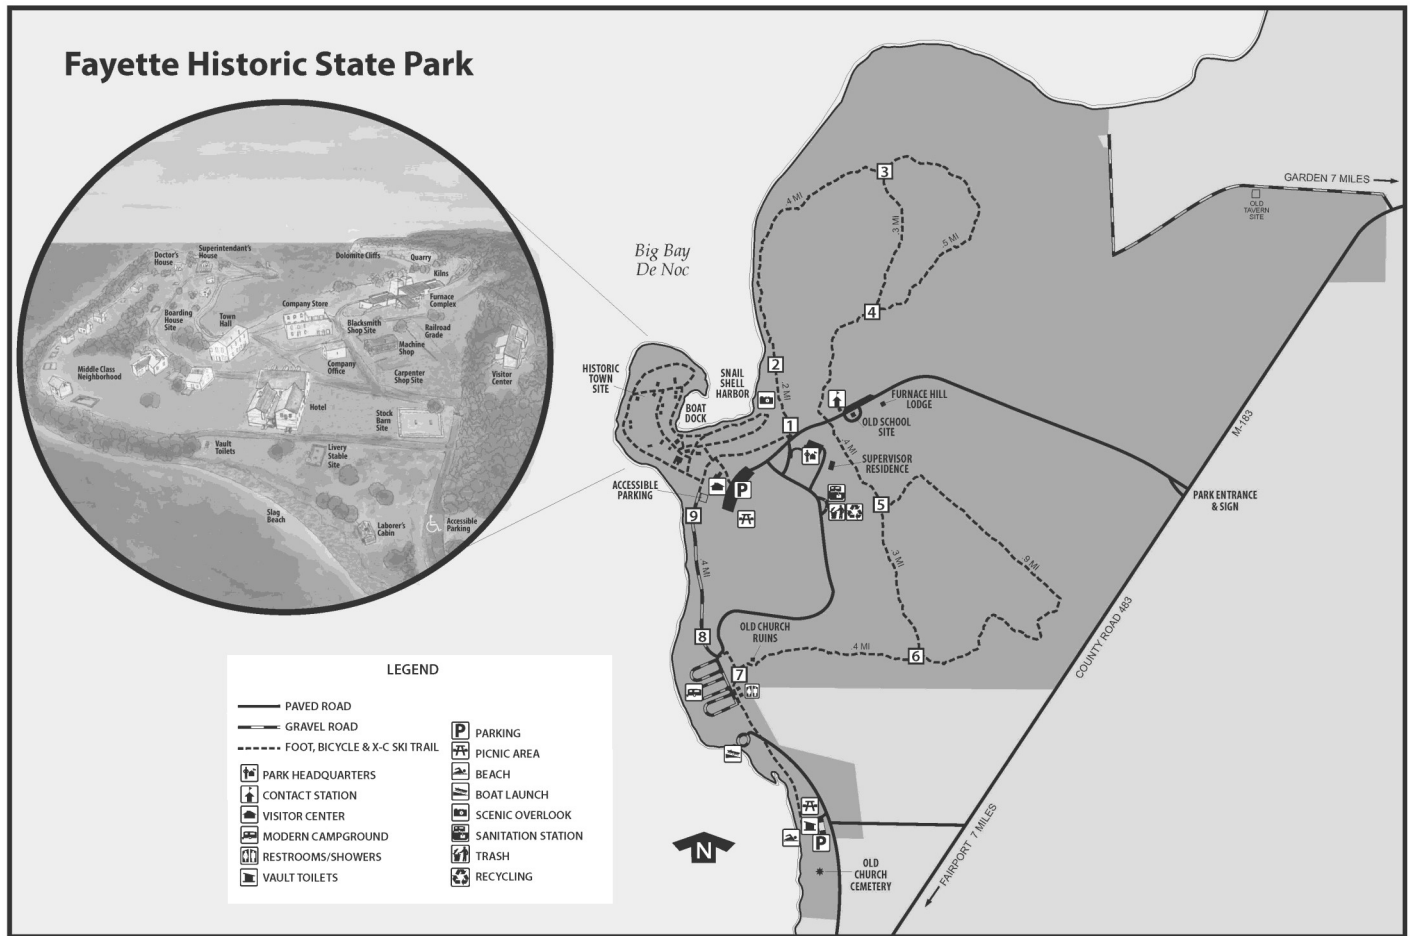 Fayette Historic State Park
Doctor's
House
Superintendant's
House
Dolomite Cliffs
Quarry
Kilns
Furnace
Complex
Boarding
House
Site
Town
Hall
Company Store
Blacksmith
Shop Site
Railroad
Grade
Machine
Shop
Company
Office
Carpenter
Shop Site
Visitor
Center
Middle Class
Neighborhood
Hotel
Stock
Barn
Site
Vault
Toilets
Livery
Stable
Site
Slag
Beach
Laborer's
Cabin
Accessible
Parking
Big Bay
De Noc
GARDEN 7 MILES
OLD
TAVERN
SITE
3
.4 MI
.3 MI
.5 MI
4
2
.2 MI
HISTORIC
TOWN
SITE
SNAIL
SHELL
HARBOR
BOAT
DOCK
1
FURNACE HILL
LODGE
OLD SCHOOL
SITE
.4 MI
SUPERVISOR
RESIDENCE
M-183
ACCESSIBLE
PARKING
P
5
PARK ENTRANCE
& SIGN
9
.4 MI
.3 MI
.9 MI
8
OLD CHURCH
RUINS
.4 MI
6
7
COUNTY ROAD 483
FAIRPORT 7 MILES
P
OLD
CHURCH
CEMETERY
N
LEGEND
PAVED ROAD
GRAVEL ROAD
FOOT, BICYCLE & X-C SKI TRAIL
PARK HEADQUARTERS
CONTACT STATION
VISITOR CENTER
MODERN CAMPGROUND
RESTROOMS/SHOWERS
VAULT TOILETS
P PARKING
PICNIC AREA
BEACH
BOAT LAUNCH
SCENIC OVERLOOK
SANITATION STATION
TRASH
RECYCLING